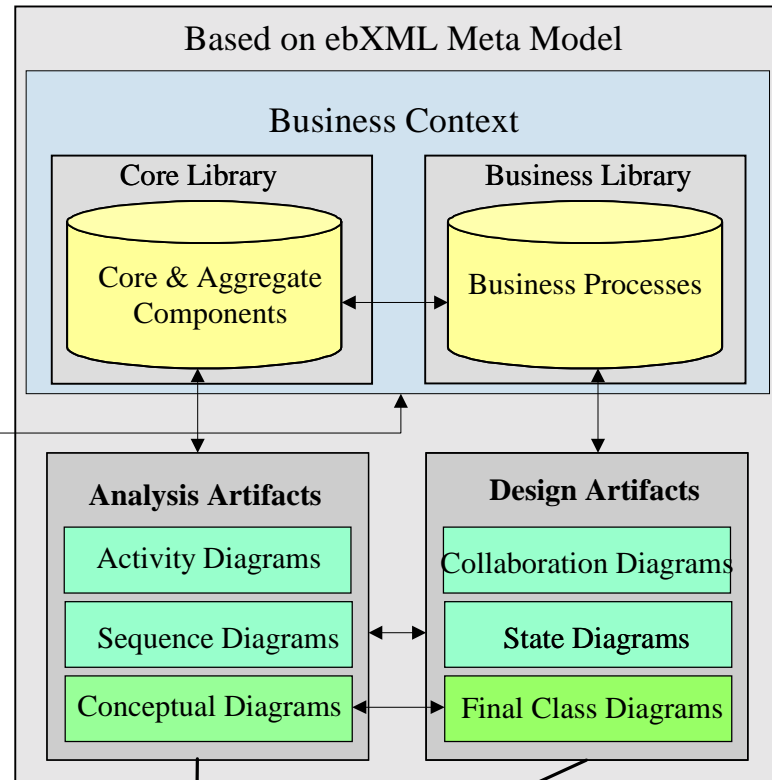 Based on ebXML Meta Model
Business Context
Core Library
Core & Aggregate
Components
Business Library
Business Processes
Analysis Artifacts
Activity Diagrams
Sequence Diagrams
Conceptual Diagrams
Design Artifacts
Collaboration Diagrams
State Diagrams
Final Class Diagrams